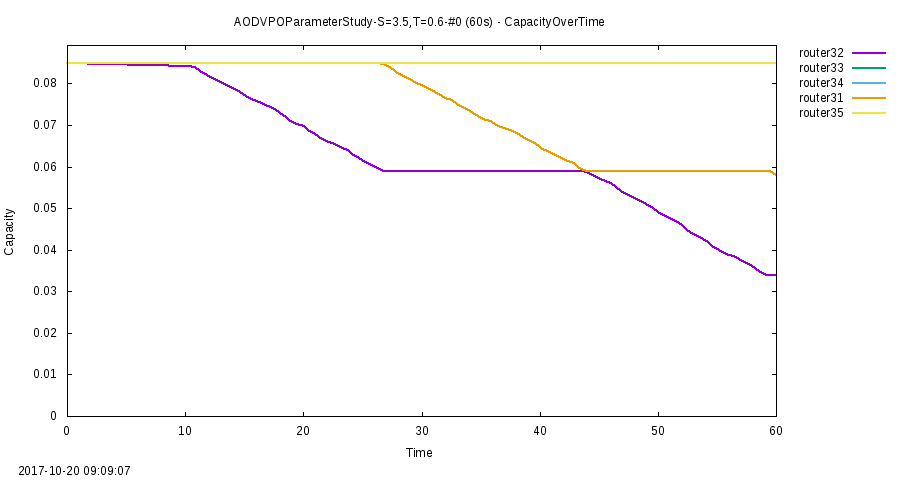 AODVPOParameterStudy-S=3.5,T=0.6-#0 (60s) - CapacityOverTime
router32
router33
router34
router31
router35
0.08
0.07
0.06
0.05
0.04
0.03
0.02
0.01
0
Capacity
0 10 20 30 40 50 60
Time
2017-10-20 09:09:07